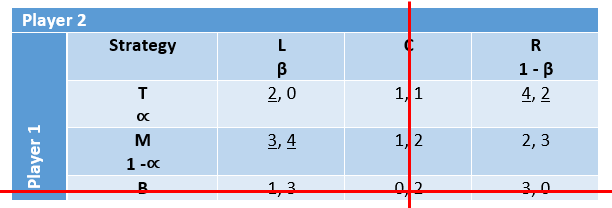 Player 2
Strategy L C R
β 1 - β
T 2, 0 1, 1 4, 2
∝
M 3, 4 1, 2 2, 3
1 -∝
B 1, 3 0, 2 3, 0
Player 1